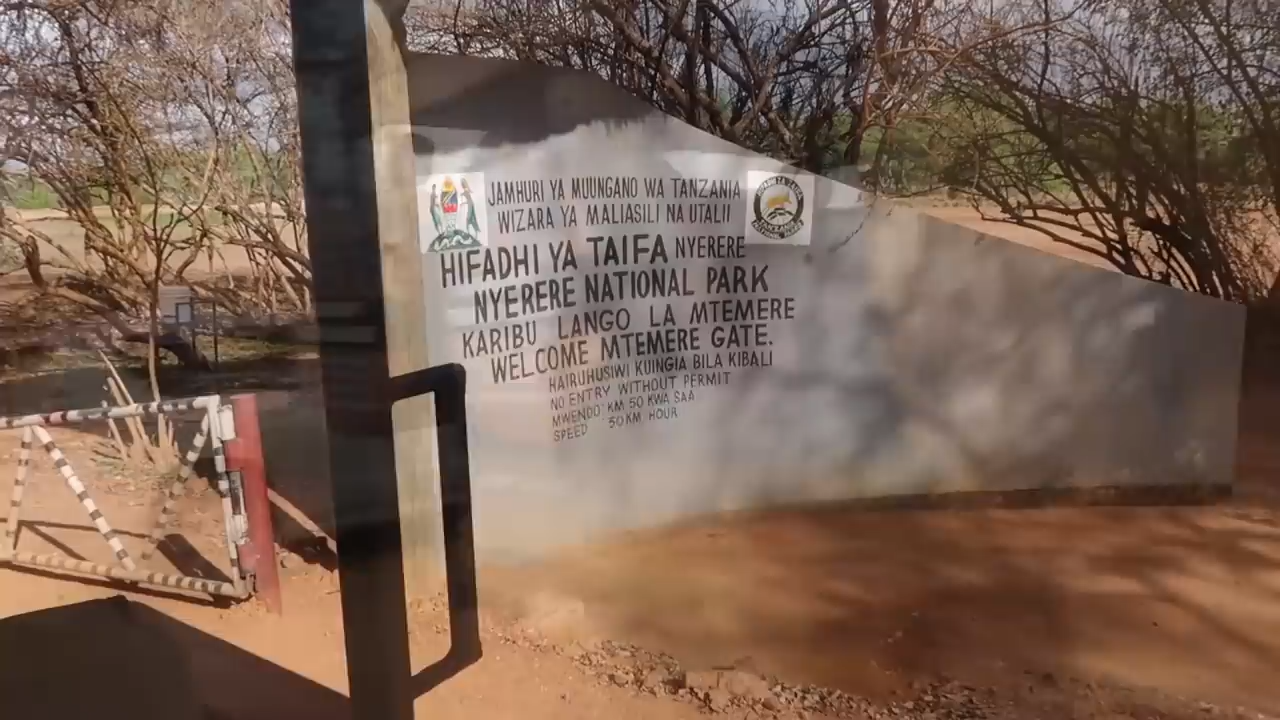 JAMHURI YA MUUNGANO WA TANZANIA
WIZARA YA MALIASILI NA UTALII
HIFADHI YA TAIFA NYERERE
NYERERE NATIONAL PARK
KARIBU LANGO LA MTEMERE
WELCOME MTEMERE GATE.
HAIRUHUSIWI KUINGIA BILA KIBALI
NO ENTRY WITHOUT PERMIT
MWENDO KM 50 KWA SAA
SPEED 50KM HOUR